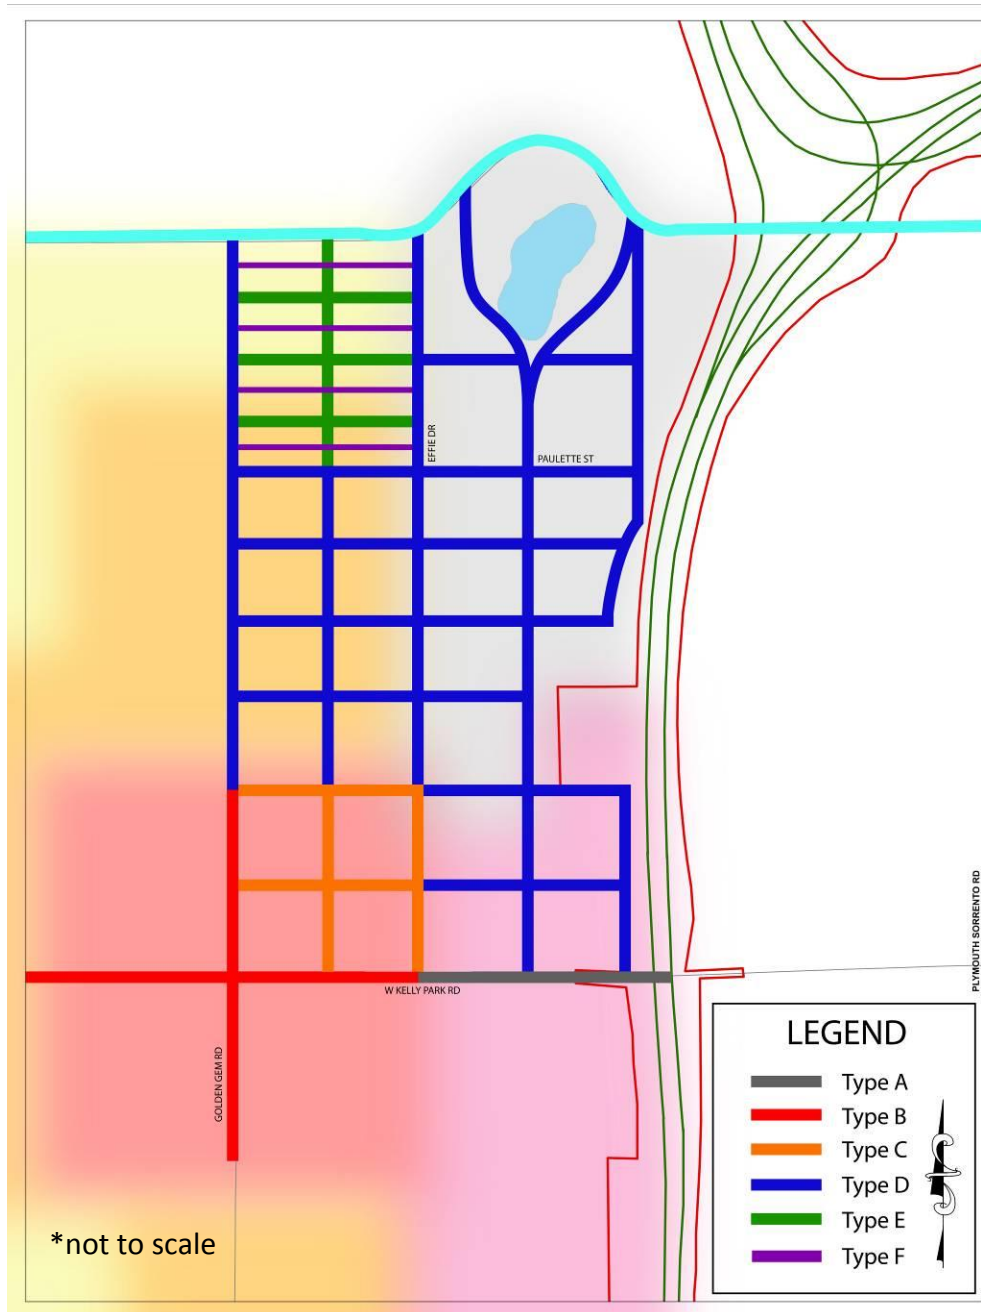 EFFIE DR
PAULETTE ST
PLYMOUTH SORRENTO RD
W KELLY PARK RD
GOLDEN GEM RD
LEGEND
Type A
Type B
Type C
Type D
Type E
Type F
*not to scale